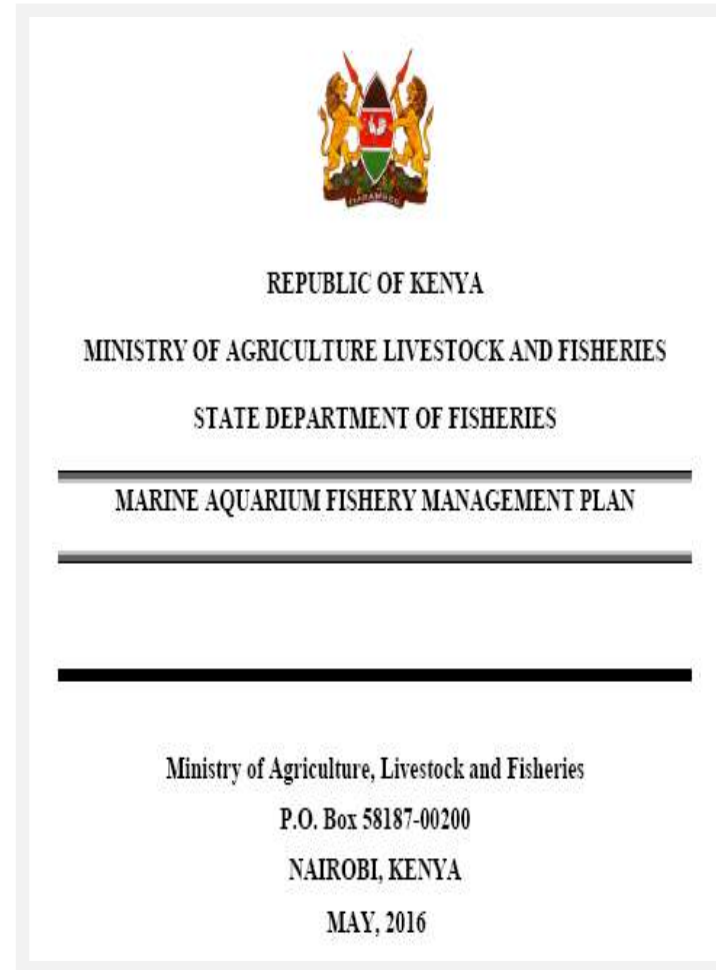 HARAMBEE
REPUBLIC OF KENYA
MINISTRY OF AGRICULTURE LIVESTOCK AND FISHERIES
STATE DEPARTMENT OF FISHERIES
MARINE AQUARIUM FISHERY MANAGEMENT PLAN
Ministry of Agriculture, Livestock and Fisheries
P.O. Box 58187-00200
NAIROBI, KENYA
MAY, 2016